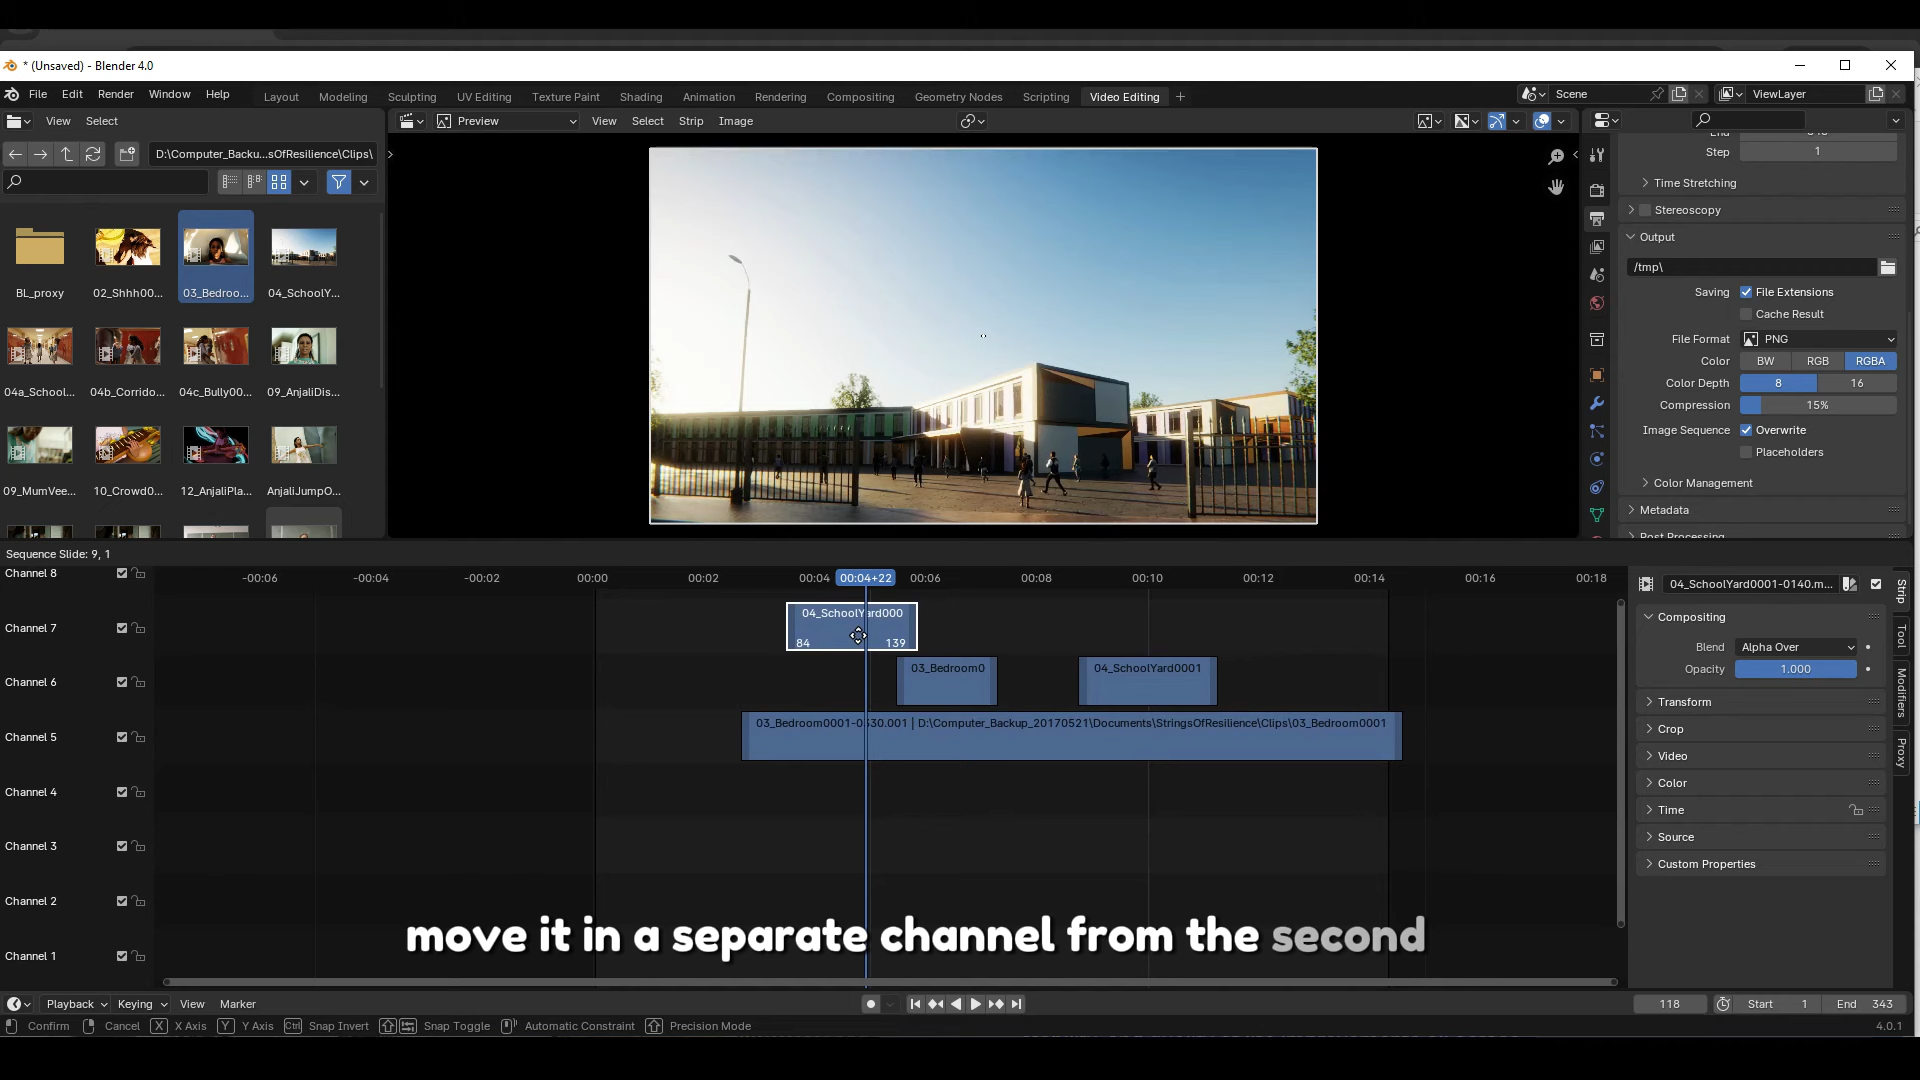 * (Unsaved) - Blender 4.0
File Edit Render Window Help
Layout Modeling Sculpting UV Editing Texture Paint Shading Animation Rendering Compositing Geometry Nodes Scripting Video Editing +
Scene
ViewLayer
View Select
Preview View Select Strip Image
D:\Computer_Backu...sOfResilience\Clips\
BL_proxy 02_Shhh00... 03_Bedroo... 04_SchoolY...
04a_School... 04b_Corrido... 04c_Bully00... 09_AnjaliDis...
09_MumVee... 10_Crowd0... 12_AnjaliPla... AnjaliJumpO...
Step 1
Time Stretching
Stereoscopy
Output
/tmp\
Saving File Extensions
Cache Result
File Format PNG
Color BW RGB RGBA
Color Depth 8 16
Compression 15%
Image Sequence Overwrite
Placeholders
Color Management
Metadata
Post Processing
Sequence Slide: 9, 1
-00:06 -00:04 -00:02 00:00 00:02 00:04 00:04+22 00:06 00:08 00:10 00:12 00:14 00:16 00:18
Channel 8
Channel 7
Channel 6
Channel 5
Channel 4
Channel 3
Channel 2
Channel 1
04_SchoolYard000
84 139
03_Bedroom0
04_SchoolYard0001
03_Bedroom0001-0330.001 | D:\Computer_Backup_20170521\Documents\StringsOfResilience\Clips\03_Bedroom0001
04_SchoolYard0001-0140.m...
Compositing
Blend Alpha Over
Opacity 1.000
Transform
Crop
Video
Color
Time
Source
Custom Properties
Strip
Tool
Modifiers
Proxy
move it in a separate channel from the second
Playback Keying View Marker
118 Start 1 End 343
Confirm Cancel X X Axis Y Y Axis Ctrl Snap Invert Snap Toggle Automatic Constraint Precision Mode
4.0.1